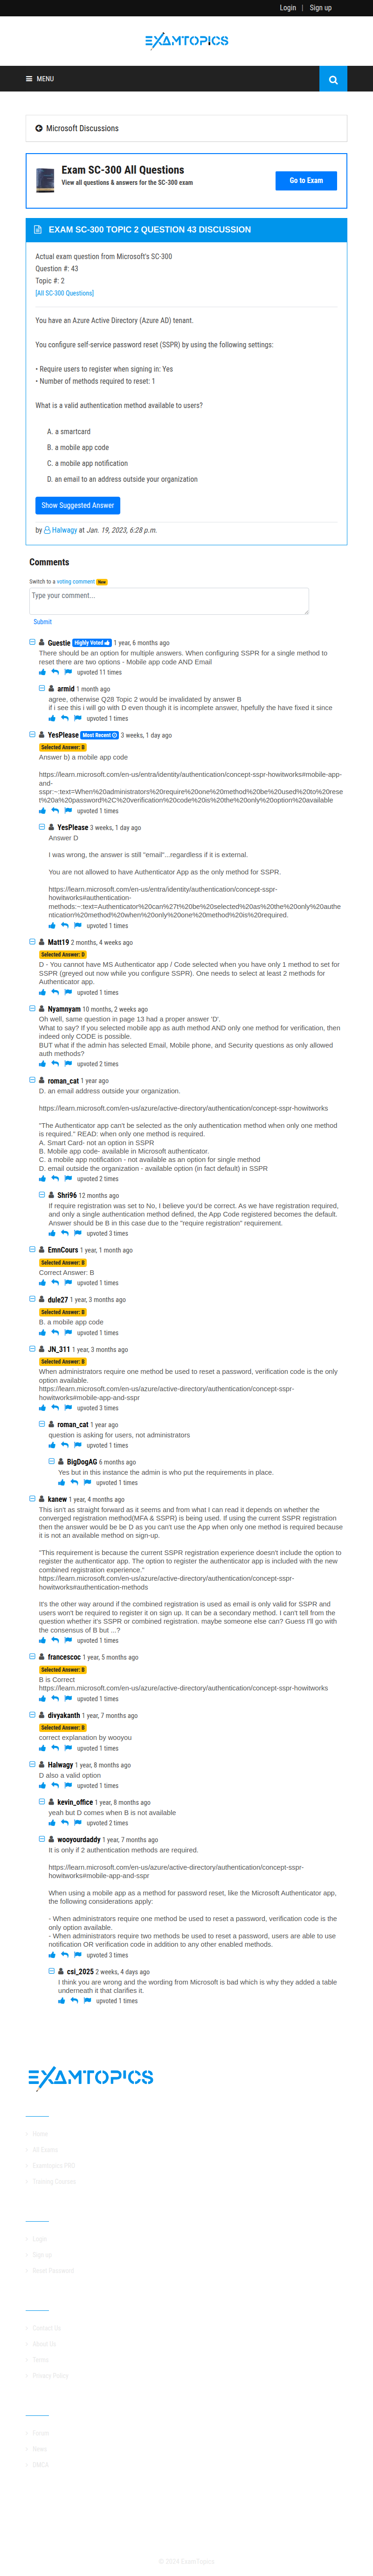 Login | Sign up
EXAMTOPICS
MENU
Microsoft Discussions
Exam SC-300 All Questions
View all questions & answers for the SC-300 exam
Go to Exam
EXAM SC-300 TOPIC 2 QUESTION 43 DISCUSSION
Actual exam question from Microsoft's SC-300
Question #: 43
Topic #: 2
[All SC-300 Questions]
You have an Azure Active Directory (Azure AD) tenant.
You configure self-service password reset (SSPR) by using the following settings:
• Require users to register when signing in: Yes
• Number of methods required to reset: 1
What is a valid authentication method available to users?
A. a smartcard
B. a mobile app code
C. a mobile app notification
D. an email to an address outside your organization
Show Suggested Answer
by Halwagy at Jan. 19, 2023, 6:28 p.m.
Comments
Switch to a voting comment New
Type your comment...
Submit
Guestie Highly Voted 1 year, 6 months ago
There should be an option for multiple answers. When configuring SSPR for a single method to
reset there are two options - Mobile app code AND Email
upvoted 11 times
armid 1 month ago
agree, otherwise Q28 Topic 2 would be invalidated by answer B
if i see this i will go with D even though it is incomplete answer, hpfully the have fixed it since
upvoted 1 times
YesPlease Most Recent 3 weeks, 1 day ago
Selected Answer: B
Answer b) a mobile app code
https://learn.microsoft.com/en-us/entra/identity/authentication/concept-sspr-howitworks#mobile-app-and-
sspr:~:text=When%20administrators%20require%20one%20method%20be%20used%20to%20rese
t%20a%20password%2C%20verification%20code%20is%20the%20only%20option%20available
upvoted 1 times
YesPlease 3 weeks, 1 day ago
Answer D
I was wrong, the answer is still "email"...regardless if it is external.
You are not allowed to have Authenticator App as the only method for SSPR.
https://learn.microsoft.com/en-us/entra/identity/authentication/concept-sspr-
howitworks#authentication-
methods:~:text=Authenticator%20can%27t%20be%20selected%20as%20the%20only%20authe
ntication%20method%20when%20only%20one%20method%20is%20required.
upvoted 1 times
Matt19 2 months, 4 weeks ago
Selected Answer: D
D - You cannot have MS Authenticator app / Code selected when you have only 1 method to set for
SSPR (greyed out now while you configure SSPR). One needs to select at least 2 methods for
Authenticator app.
upvoted 1 times
Nyamnyam 10 months, 2 weeks ago
Oh well, same question in page 13 had a proper answer 'D'.
What to say? If you selected mobile app as auth method AND only one method for verification, then
indeed only CODE is possible.
BUT what if the admin has selected Email, Mobile phone, and Security questions as only allowed
auth methods?
upvoted 2 times
roman_cat 1 year ago
D. an email address outside your organization.
https://learn.microsoft.com/en-us/azure/active-directory/authentication/concept-sspr-howitworks
"The Authenticator app can't be selected as the only authentication method when only one method
is required." READ: when only one method is required.
A. Smart Card- not an option in SSPR
B. Mobile app code- available in Microsoft authenticator.
C. a mobile app notification - not available as an option for single method
D. email outside the organization - available option (in fact default) in SSPR
upvoted 2 times
Shri96 12 months ago
If require registration was set to No, I believe you'd be correct. As we have registration required,
and only a single authentication method defined, the App Code registered becomes the default.
Answer should be B in this case due to the "require registration" requirement.
upvoted 3 times
EmnCours 1 year, 1 month ago
Selected Answer: B
Correct Answer: B
upvoted 1 times
dule27 1 year, 3 months ago
Selected Answer: B
B. a mobile app code
upvoted 1 times
JN_311 1 year, 3 months ago
Selected Answer: B
When administrators require one method be used to reset a password, verification code is the only
option available.
https://learn.microsoft.com/en-us/azure/active-directory/authentication/concept-sspr-
howitworks#mobile-app-and-sspr
upvoted 3 times
roman_cat 1 year ago
question is asking for users, not administrators
upvoted 1 times
BigDogAG 6 months ago
Yes but in this instance the admin is who put the requirements in place.
upvoted 1 times
kanew 1 year, 4 months ago
This isn't as straight forward as it seems and from what I can read it depends on whether the
converged registration method(MFA & SSPR) is being used. If using the current SSPR registration
then the answer would be be D as you can't use the App when only one method is required because
it is not an available method on sign-up.
"This requirement is because the current SSPR registration experience doesn't include the option to
register the authenticator app. The option to register the authenticator app is included with the new
combined registration experience."
https://learn.microsoft.com/en-us/azure/active-directory/authentication/concept-sspr-
howitworks#authentication-methods
It's the other way around if the combined registration is used as email is only valid for SSPR and
users won't be required to register it on sign up. It can be a secondary method. I can't tell from the
question whether it's SSPR or combined registration. maybe someone else can? Guess I'll go with
the consensus of B but ...?
upvoted 1 times
francescoc 1 year, 5 months ago
Selected Answer: B
B is Correct
https://learn.microsoft.com/en-us/azure/active-directory/authentication/concept-sspr-howitworks
upvoted 1 times
divyakanth 1 year, 7 months ago
Selected Answer: B
correct explanation by wooyou
upvoted 1 times
Halwagy 1 year, 8 months ago
D also a valid option
upvoted 1 times
kevin_office 1 year, 8 months ago
yeah but D comes when B is not available
upvoted 2 times
wooyourdaddy 1 year, 7 months ago
It is only if 2 authentication methods are required.
https://learn.microsoft.com/en-us/azure/active-directory/authentication/concept-sspr-
howitworks#mobile-app-and-sspr
When using a mobile app as a method for password reset, like the Microsoft Authenticator app,
the following considerations apply:
- When administrators require one method be used to reset a password, verification code is the
only option available.
- When administrators require two methods be used to reset a password, users are able to use
notification OR verification code in addition to any other enabled methods.
upvoted 3 times
csi_2025 2 weeks, 4 days ago
I think you are wrong and the wording from Microsoft is bad which is why they added a table
underneath it that clarifies it.
upvoted 1 times
EXAMTOPICS
Home
All Exams
Examtopics PRO
Training Courses
Login
Sign up
Reset Password
Contact Us
About Us
Terms
Privacy Policy
Forum
News
DMCA
© 2024 ExamTopics